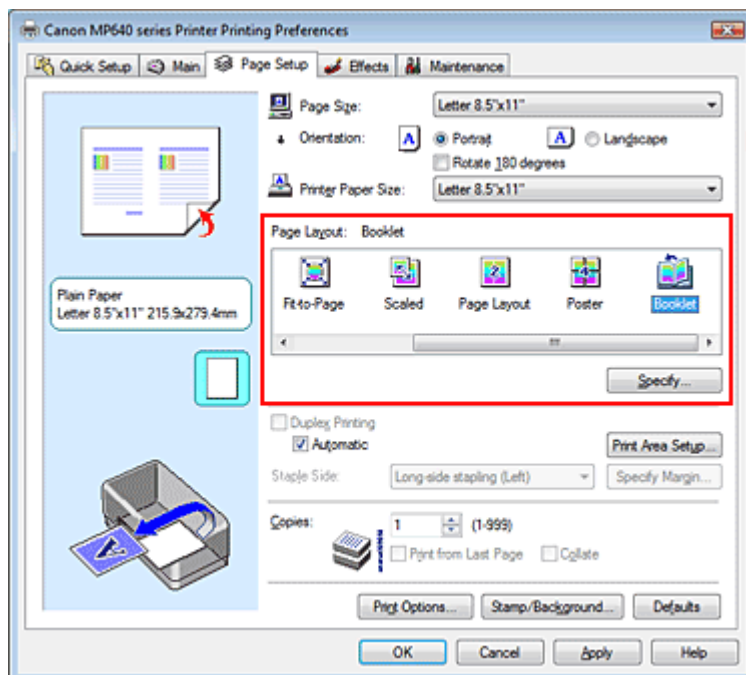 Canon MP640 series Printer Printing Preferences
Quick Setup Main Page Setup Effects Maintenance
Page Size: Letter 8.5"x11"
Orientation: A Portrait A Landscape
Rotate 180 degrees
Printer Paper Size: Letter 8.5"x11"
Page Layout: Booklet
Fit-to-Page Scaled Page Layout Poster Booklet
Plain Paper
Letter 8.5"x11" 215.9x279.4mm
Specify...
Duplex Printing
Automatic
Print Area Setup...
Staple Side: Long-side stapling (Left) Specify Margin...
Copies: 1 (1-999)
Print from Last Page Collate
Print Options... Stamp/Background... Defaults
OK Cancel Apply Help